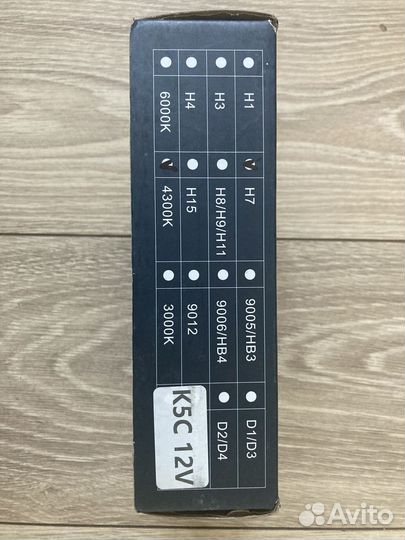 H1 H7 9005/HB3 D1/D3
H3 H8/H9/H11 9006/HB4 D2/D4
H4 H15 9012
6000K 4300K 3000K
K5C 12V
Avito